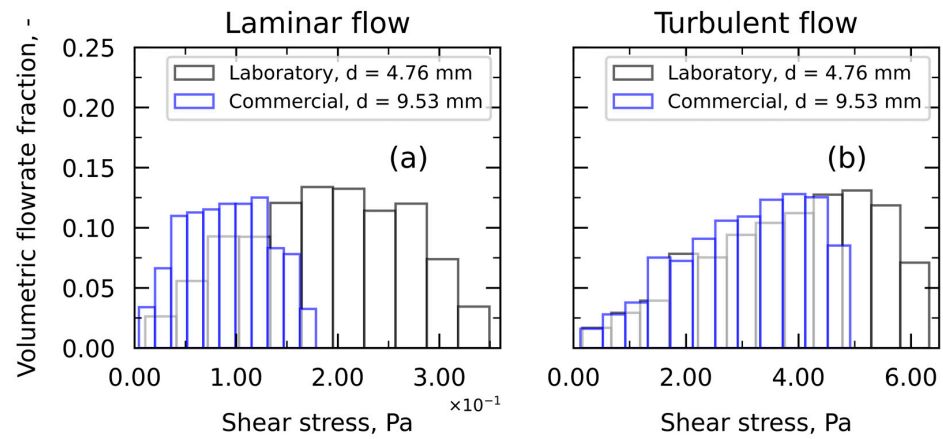 Laminar flow
Volumetric flowrate fraction, -
0.25
0.20
0.15
0.10
0.05
0.00
Laboratory, d = 4.76 mm
Commercial, d = 9.53 mm
(a)
0.00 1.00 2.00 3.00
×10⁻¹
Shear stress, Pa
Turbulent flow
Laboratory, d = 4.76 mm
Commercial, d = 9.53 mm
(b)
0.00 2.00 4.00 6.00
Shear stress, Pa